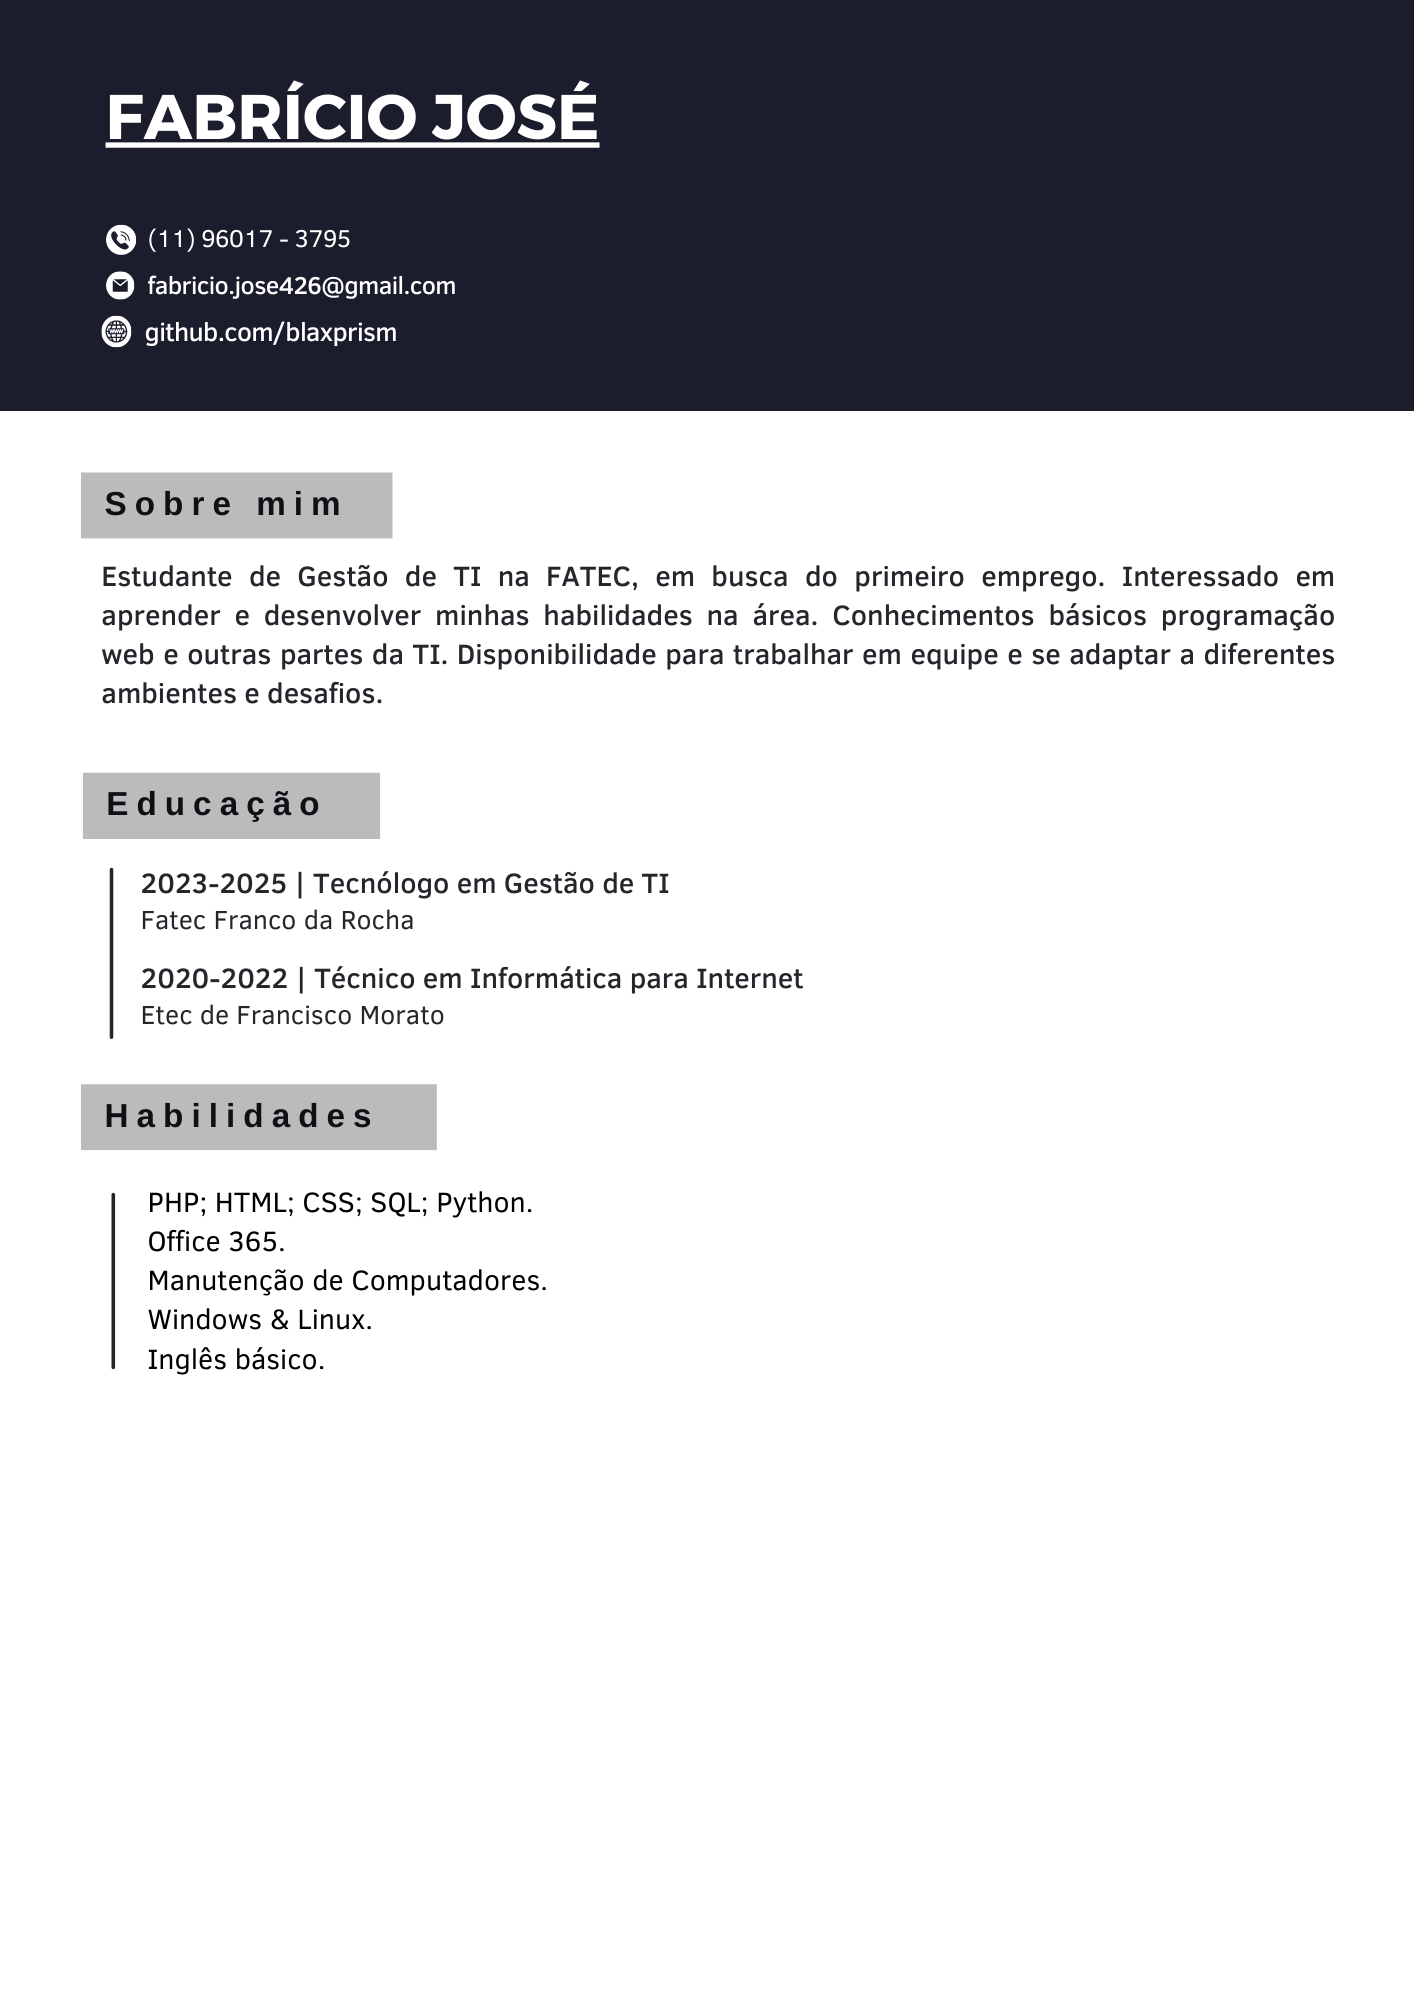 FABRÍCIO JOSÉ
(11) 96017 - 3795
fabricio.jose426@gmail.com
github.com/blaxprism
Sobre mim
Estudante de Gestão de TI na FATEC, em busca do primeiro emprego. Interessado em
aprender e desenvolver minhas habilidades na área. Conhecimentos básicos programação
web e outras partes da TI. Disponibilidade para trabalhar em equipe e se adaptar a diferentes
ambientes e desafios.
Educação
2023-2025 | Tecnólogo em Gestão de TI
Fatec Franco da Rocha
2020-2022 | Técnico em Informática para Internet
Etec de Francisco Morato
Habilidades
PHP; HTML; CSS; SQL; Python.
Office 365.
Manutenção de Computadores.
Windows & Linux.
Inglês básico.